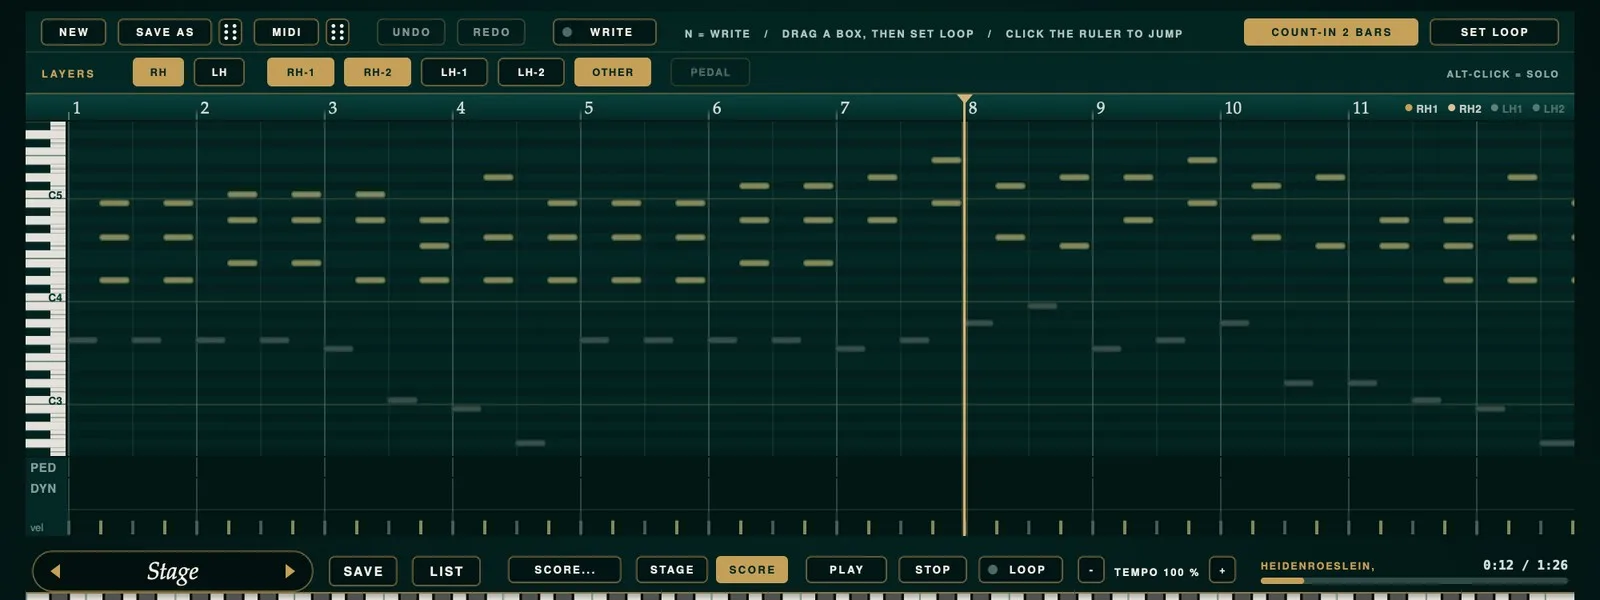 NEW SAVE AS MIDI UNDO REDO WRITE N = WRITE / DRAG A BOX, THEN SET LOOP / CLICK THE RULER TO JUMP COUNT-IN 2 BARS SET LOOP
LAYERS RH LH RH-1 RH-2 LH-1 LH-2 OTHER PEDAL ALT-CLICK = SOLO
1 2 3 4 5 6 7 8 9 10 11 RH1 RH2 LH1 LH2
C5
C4
C3
PED
DYN
vel
Stage SAVE LIST SCORE... STAGE SCORE PLAY STOP LOOP - TEMPO 100 % + HEIDENROESLEIN, 0:12 / 1:26